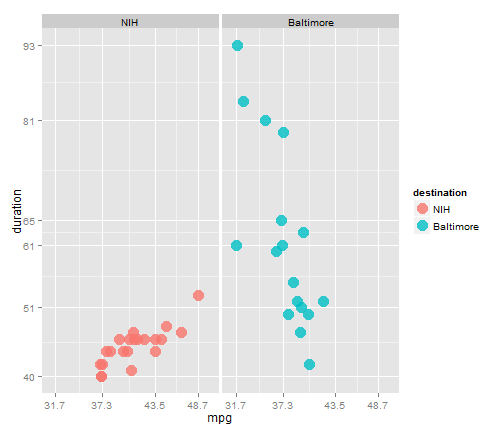 NIH Baltimore
93
81
65
61
51
40
duration
31.7 37.3 43.5 48.7 31.7 37.3 43.5 48.7
mpg
destination
NIH
Baltimore